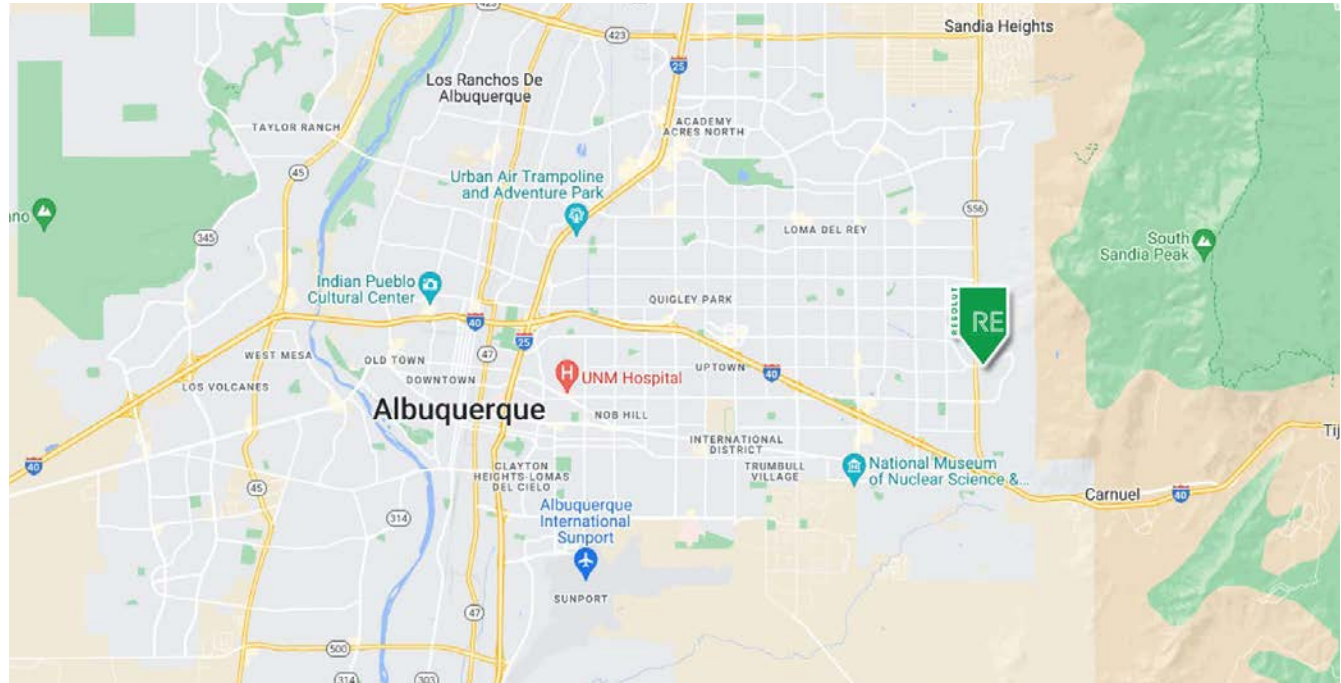 423
423
Sandia Heights
25
Los Ranchos De
Albuquerque
ACADEMY
ACRES NORTH
TAYLOR RANCH
45
Urban Air Trampoline
and Adventure Park
556
ano
345
LOMA DEL REY
South
Sandia Peak
Indian Pueblo
Cultural Center
QUIGLEY PARK
RESOLUT
RE
40
25
47
WEST MESA
OLD TOWN
UPTOWN
40
LOS VOLCANES
DOWNTOWN
UNM Hospital
Albuquerque
NOB HILL
INTERNATIONAL
DISTRICT
Tij
40
CLAYTON
HEIGHTS-LOMAS
DEL CIELO
TRUMBULL
VILLAGE
National Museum
of Nuclear Science &...
45
Carnuel
40
314
Albuquerque
International
Sunport
SUNPORT
47
500
314
303